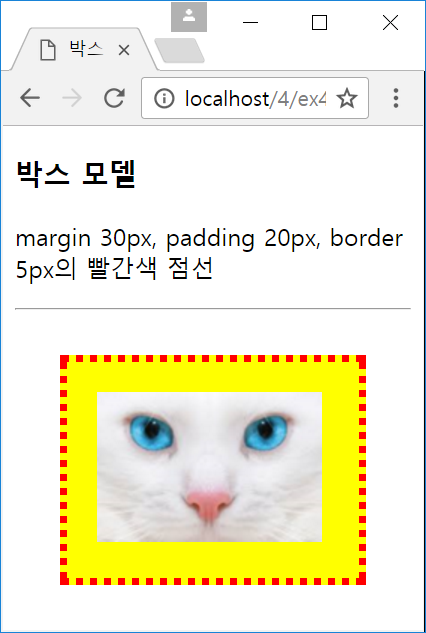 박스
localhost/4/ex4
박스 모델
margin 30px, padding 20px, border
5px의 빨간색 점선